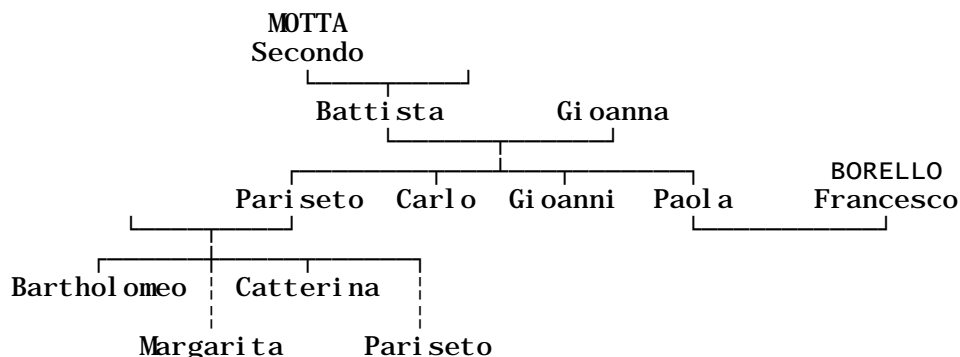 MOTTA
Secondo
Battista Gioanna
BORELLO
Pariseto Carlo Gioanni Paola Francesco
Bartholomeo Catterina
Margarita Pariseto